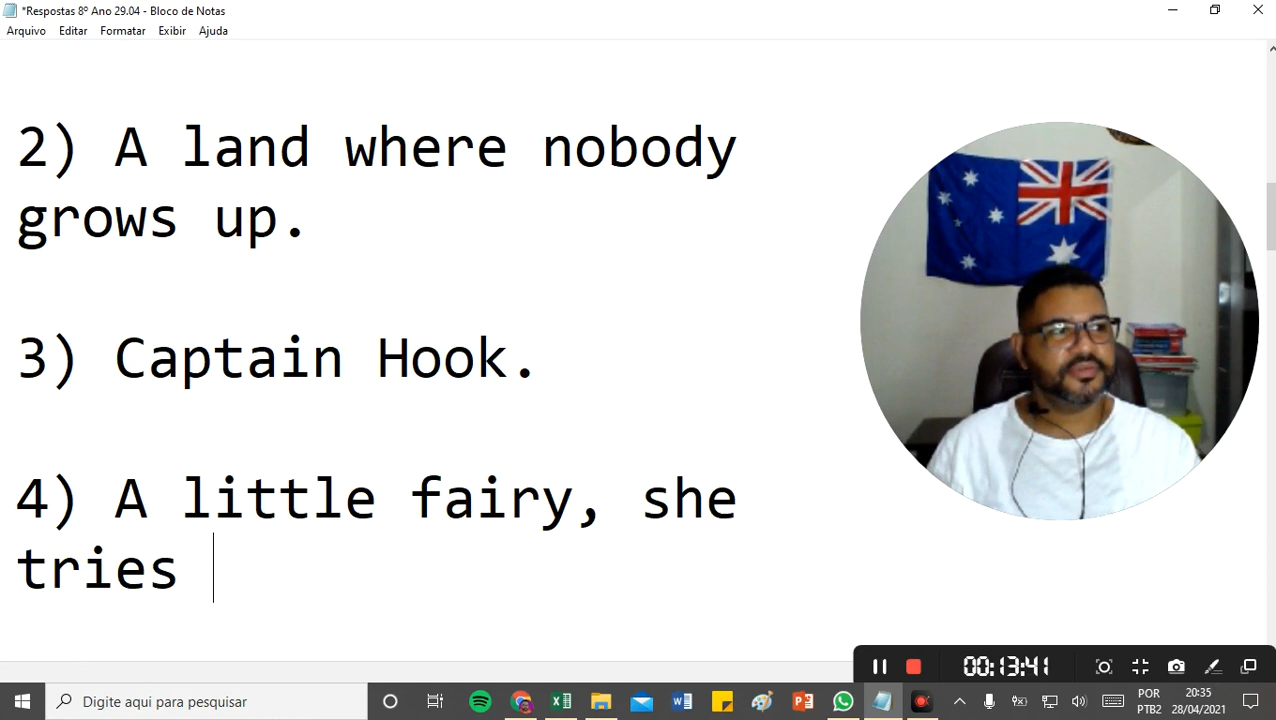 *Respostas 8º Ano 29.04 - Bloco de Notas
Arquivo Editar Formatar Exibir Ajuda
2) A land where nobody
grows up.
3) Captain Hook.
4) A little fairy, she
tries
00:13:41
Digite aqui para pesquisar
POR
PTB2
20:35
28/04/2021